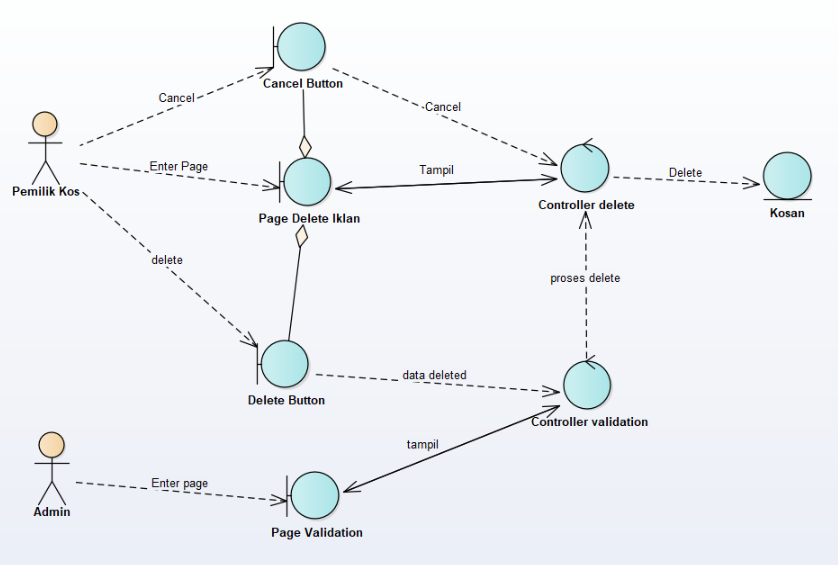 Cancel Button
Cancel
Cancel
Enter Page
Tampil
Pemilik Kos
Page Delete Iklan
Controller delete
Delete
Kosan
delete
proses delete
data deleted
Delete Button
Controller validation
tampil
Enter page
Admin
Page Validation